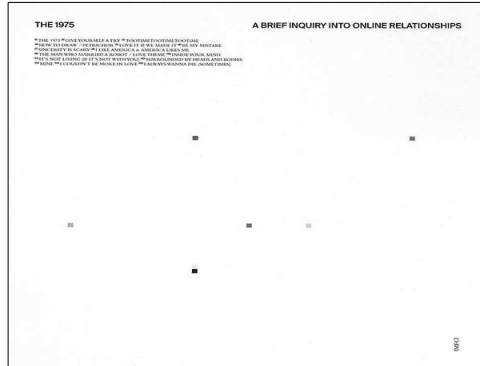 THE 1975
A BRIEF INQUIRY INTO ONLINE RELATIONSHIPS
THE 1975 GIVE YOURSELF A TRY TOOTIMETOOTIMETOOTIME
HOW TO DRAW / PETRICHOR LOVE IT IF WE MADE IT BE MY MISTAKE
SINCERITY IS SCARY I LIKE AMERICA & AMERICA LIKES ME
THE MAN WHO MARRIED A ROBOT / LOVE THEME INSIDE YOUR MIND
IT'S NOT LIVING (IF IT'S NOT WITH YOU) SURROUNDED BY HEADS AND BODIES
MINE I COULDN'T BE MORE IN LOVE I ALWAYS WANNA DIE (SOMETIMES)